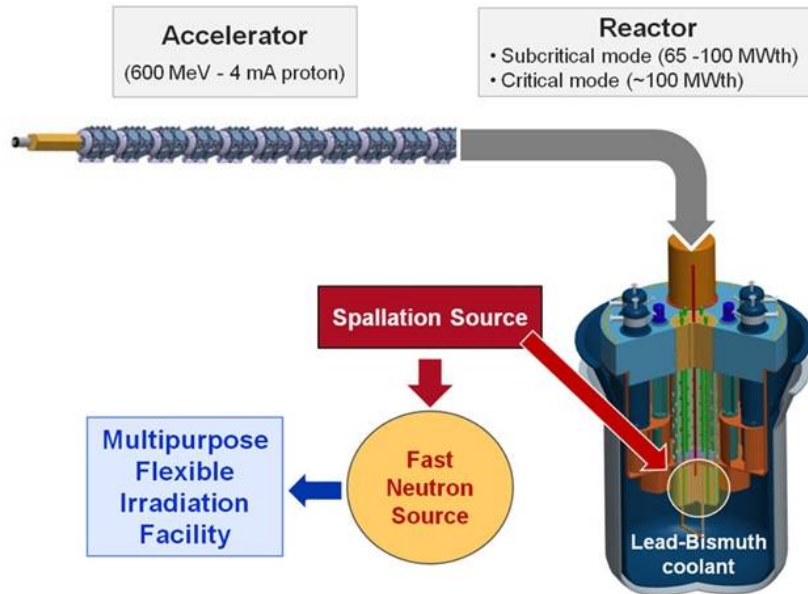 Accelerator
(600 MeV - 4 mA proton)
Reactor
• Subcritical mode (65 -100 MWth)
• Critical mode (~100 MWth)
Spallation Source
Multipurpose
Flexible
Irradiation
Facility
Fast
Neutron
Source
Lead-Bismuth
coolant